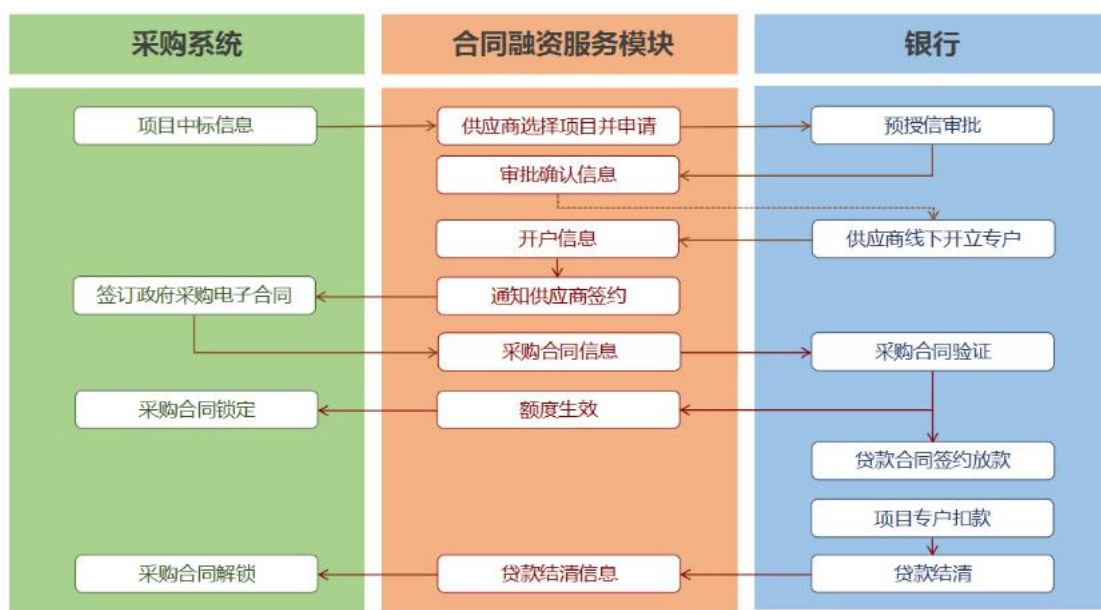 采购系统
合同融资服务模块
银行
项目中标信息
供应商选择项目并申请
预授信审批
审批确认信息
开户信息
供应商线下开立专户
签订政府采购电子合同
通知供应商签约
采购合同信息
采购合同验证
采购合同锁定
额度生效
贷款合同签约放款
项目专户扣款
采购合同解锁
贷款结清信息
贷款结清